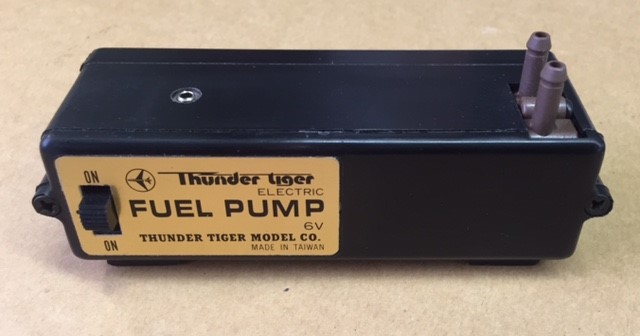 ON
Thunder tiger
ELECTRIC
FUEL PUMP
6V
THUNDER TIGER MODEL CO.
MADE IN TAIWAN
ON